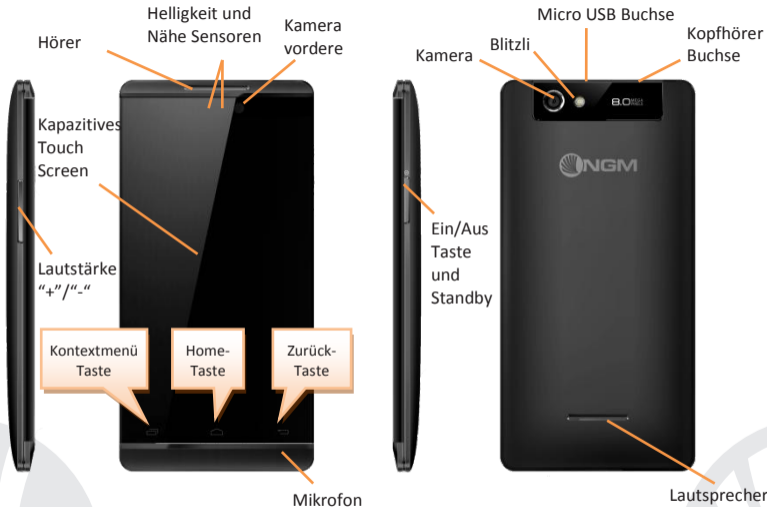 Hörer
Helligkeit und
Nähe Sensoren
Kamera
vordere
Kapazitives
Touch
Screen
Lautstärke
“+”/“-“
Kontextmenü
Taste
Home-
Taste
Zurück-
Taste
Mikrofon
Kamera
Blitzli
Micro USB Buchse
Kopfhörer
Buchse
8.0
NGM
Ein/Aus
Taste
und
Standby
Lautsprecher